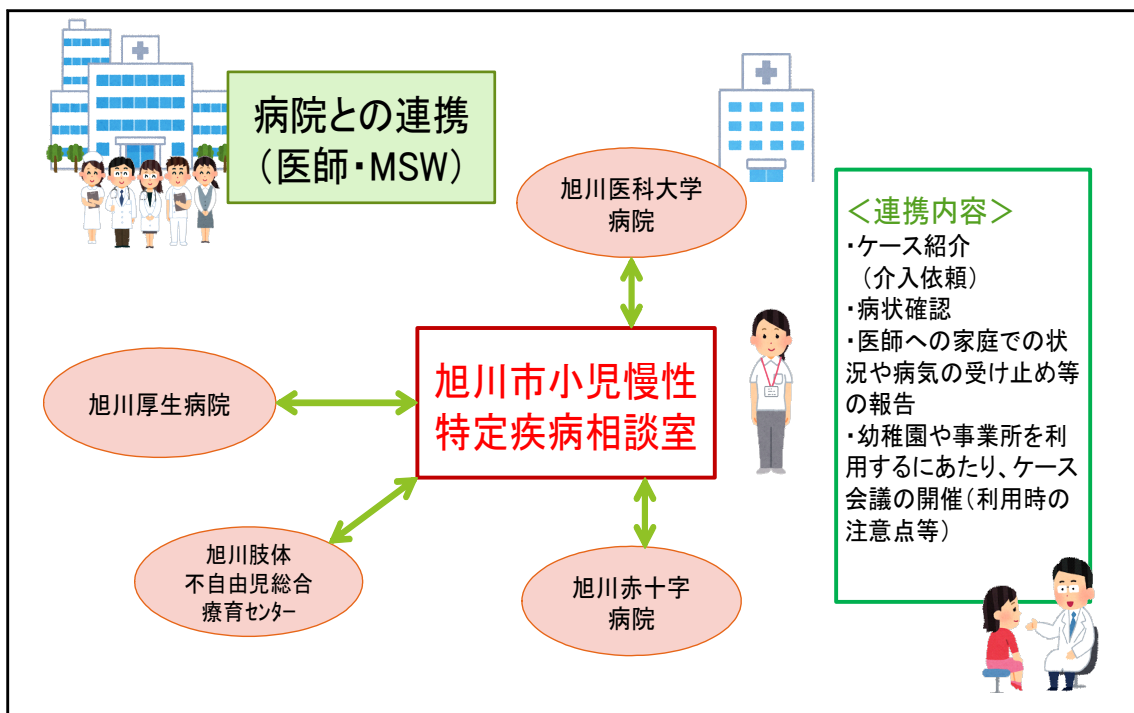 病院との連携
(医師・MSW)
旭川医科大学
病院
旭川市小児慢性
特定疾病相談室
旭川厚生病院
旭川肢体
不自由児総合
療育センター
旭川赤十字
病院
<連携内容>
・ケース紹介
(介入依頼)
・病状確認
・医師への家庭での状
況や病気の受け止め等
の報告
・幼稚園や事業所を利
用するにあたり、ケース
会議の開催(利用時の
注意点等)